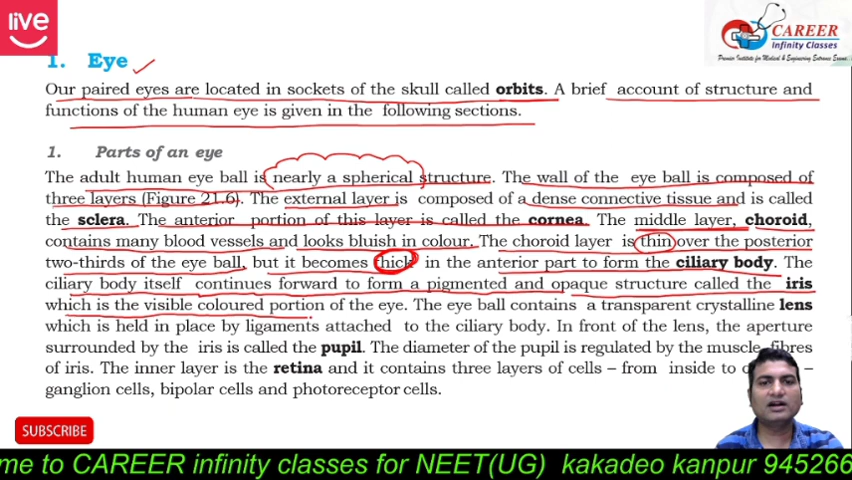 live
CAREER
Infinity Classes
Premier Institute for Medical & Engineering Entrance Exams
1. Eye
Our paired eyes are located in sockets of the skull called orbits. A brief account of structure and
functions of the human eye is given in the following sections.
1. Parts of an eye
The adult human eye ball is nearly a spherical structure. The wall of the eye ball is composed of
three layers (Figure 21.6). The external layer is composed of a dense connective tissue and is called
the sclera. The anterior portion of this layer is called the cornea. The middle layer, choroid,
contains many blood vessels and looks bluish in colour. The choroid layer is thin over the posterior
two-thirds of the eye ball, but it becomes thick in the anterior part to form the ciliary body. The
ciliary body itself continues forward to form a pigmented and opaque structure called the iris
which is the visible coloured portion of the eye. The eye ball contains a transparent crystalline lens
which is held in place by ligaments attached to the ciliary body. In front of the lens, the aperture
surrounded by the iris is called the pupil. The diameter of the pupil is regulated by the muscle fibres
of iris. The inner layer is the retina and it contains three layers of cells – from inside to –
ganglion cells, bipolar cells and photoreceptor cells.
SUBSCRIBE
me to CAREER infinity classes for NEET(UG) kakadeo kanpur 945266